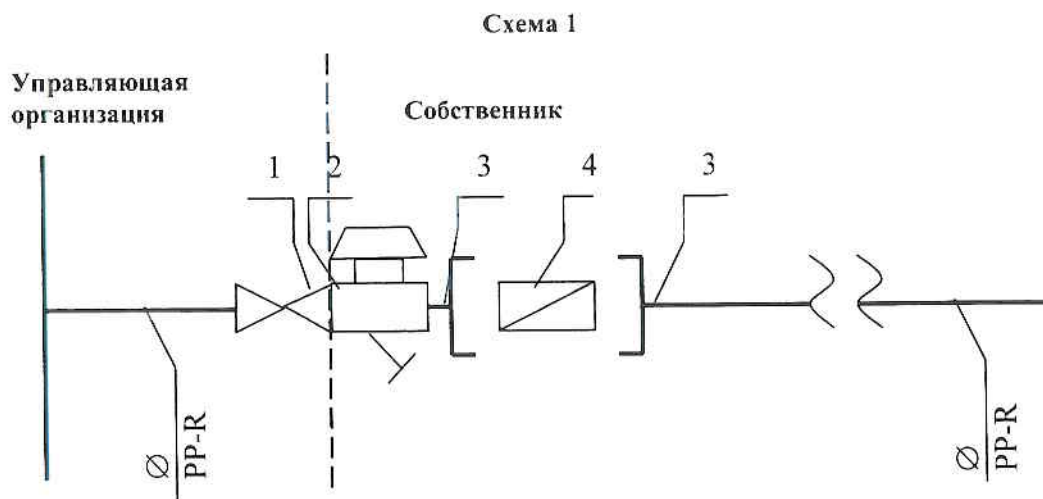 Схема 1
Управляющая
организация
Собственник
1 2 3 4 3
Ø
PP-R
Ø
PP-R